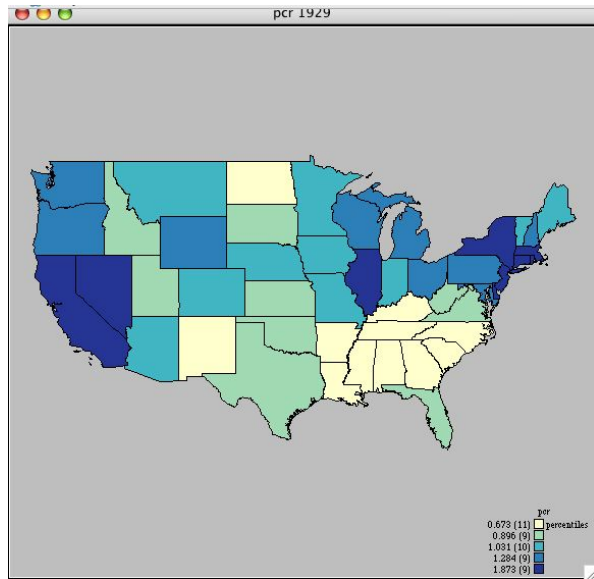 pcr 1929
pcr
0.673 (11) percentiles
0.896 (9)
1.031 (10)
1.284 (9)
1.873 (9)